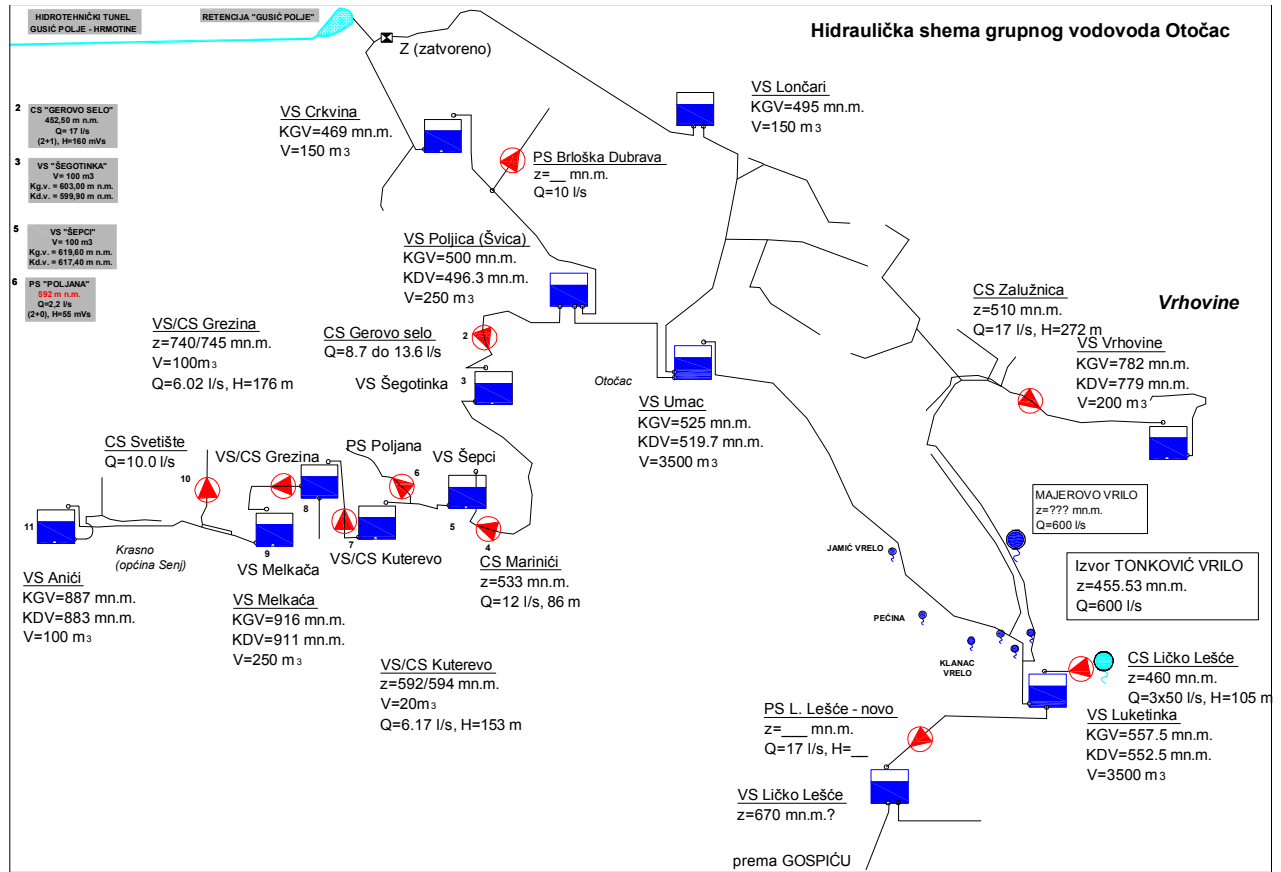 HIDROTEHNIČKI TUNEL
GUSIĆ POLJE - HRMOTINE
RETENCIJA "GUSIĆ POLJE"
Z (zatvoreno)
Hidraulička shema grupnog vodovoda Otočac
2
CS "GEROVO SELO"
452,50 m n.m.
Q= 17 l/s
(2+1), H=160 mVs
3
VS "ŠEGOTINKA"
V= 100 m3
Kg.v. = 603,00 m n.m.
Kd.v. = 599,90 m n.m.
5
VS "ŠEPCI"
V= 100 m3
Kg.v. = 619,60 m n.m.
Kd.v. = 617,40 m n.m.
6
PS "POLJANA"
592 m n.m.
Q=2,2 l/s
(2+0), H=55 mVs
VS Crkvina
KGV=469 mn.m.
V=150 m3
VS Lončari
KGV=495 mn.m.
V=150 m3
PS Brloška Dubrava
z=__ mn.m.
Q=10 l/s
VS Poljica (Švica)
KGV=500 mn.m.
KDV=496.3 mn.m.
V=250 m3
CS Zalužnica
z=510 mn.m.
Q=17 l/s, H=272 m
Vrhovine
VS Vrhovine
KGV=782 mn.m.
KDV=779 mn.m.
V=200 m3
VS/CS Grezina
z=740/745 mn.m.
V=100m3
Q=6.02 l/s, H=176 m
CS Gerovo selo
Q=8.7 do 13.6 l/s
2
VS Šegotinka
3
Otočac
VS Umac
KGV=525 mn.m.
KDV=519.7 mn.m.
V=3500 m3
CS Svetište
Q=10.0 l/s
10
VS/CS Grezina
8
PS Poljana
6
VS Šepci
5
4
7
VS/CS Kuterevo
11
9
Krasno
(općina Senj)
VS Melkača
CS Marinići
z=533 mn.m.
Q=12 l/s, 86 m
VS Anići
KGV=887 mn.m.
KDV=883 mn.m.
V=100 m3
VS Melkaća
KGV=916 mn.m.
KDV=911 mn.m.
V=250 m3
VS/CS Kuterevo
z=592/594 mn.m.
V=20m3
Q=6.17 l/s, H=153 m
MAJEROVO VRILO
z=??? mn.m.
Q=600 l/s
JAMIĆ VRELO
Izvor TONKOVIĆ VRILO
z=455.53 mn.m.
Q=600 l/s
PEĆINA
KLANAC
VRELO
CS Ličko Lešće
z=460 mn.m.
Q=3x50 l/s, H=105 m
VS Luketinka
KGV=557.5 mn.m.
KDV=552.5 mn.m.
V=3500 m3
PS L. Lešće - novo
z=___ mn.m.
Q=17 l/s, H=__
VS Ličko Lešće
z=670 mn.m.?
prema GOSPIĆU